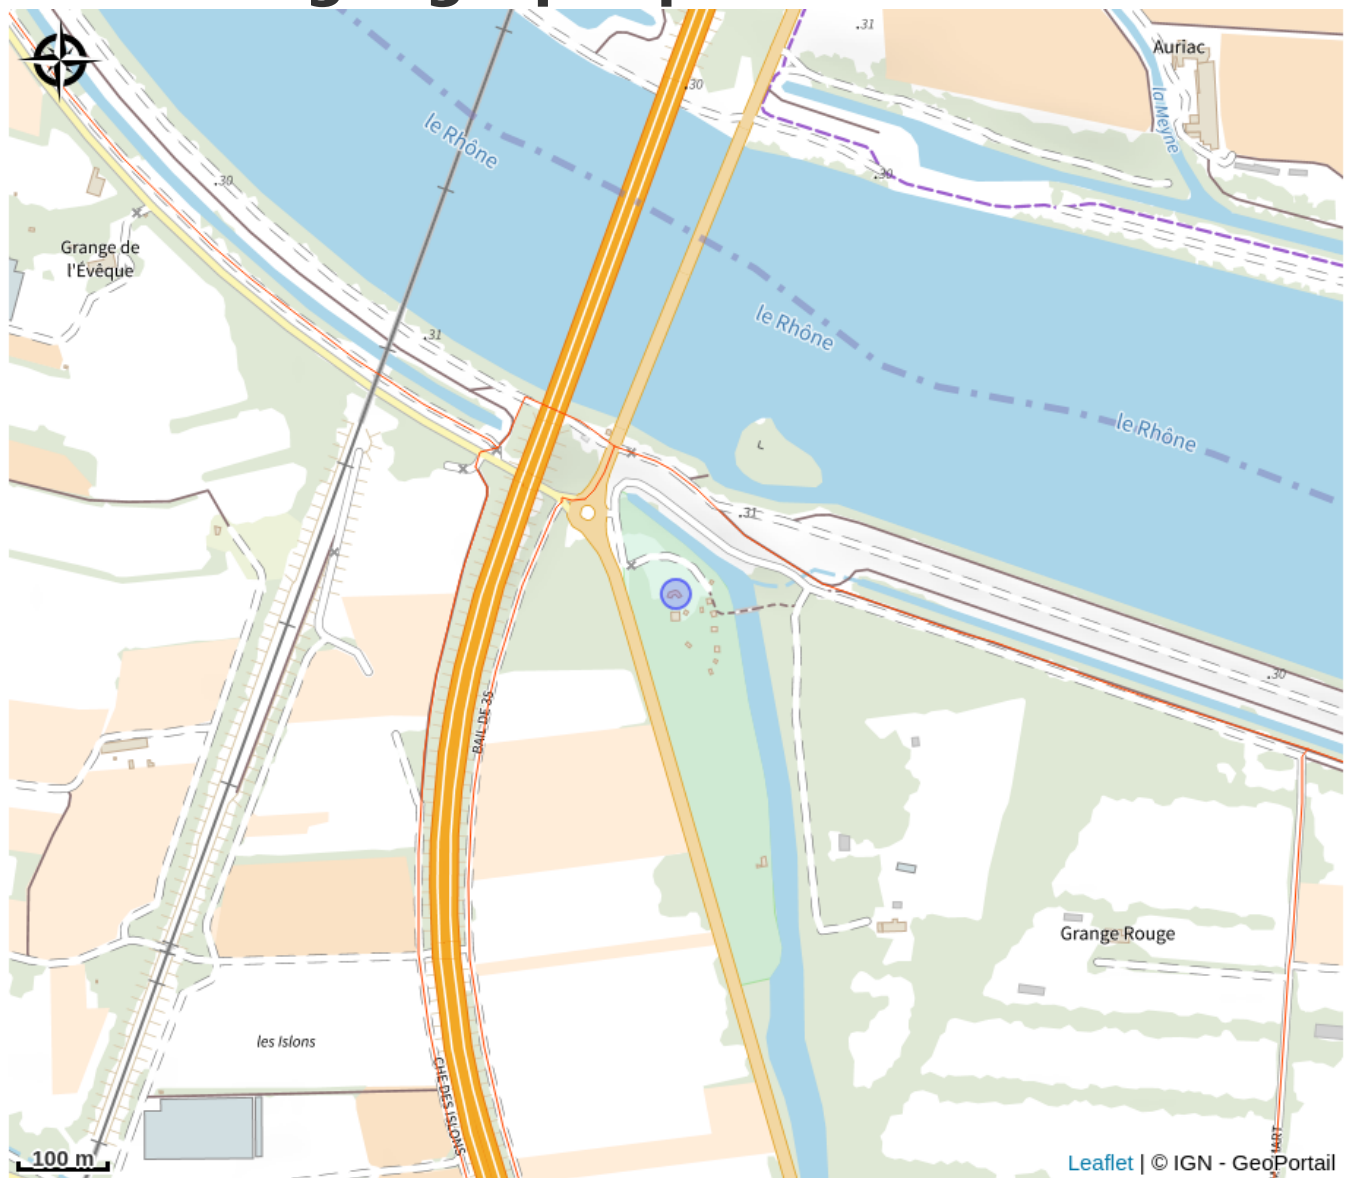 .31
Auriac
.30
la Meyne
le Rhône
.30
.30
Grange de
l'Évêque
le Rhône
.31
le Rhône
.31
.30
BAIL DE 35
Grange Rouge
les Islons
CHE DES ISLONS
MART
100 m
Leaflet | © IGN - GeoPortail